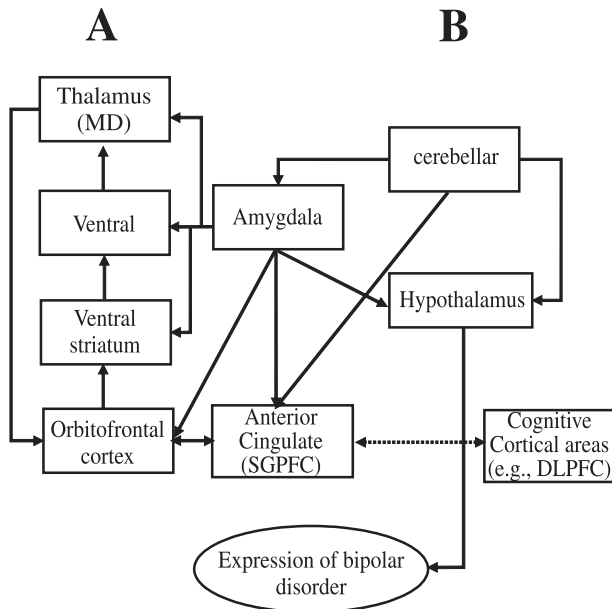 A
B
Thalamus
(MD)
cerebellar
Ventral
Amygdala
Hypothalamus
Ventral
striatum
Orbitofrontal
cortex
Anterior
Cingulate
(SGPFC)
Cognitive
Cortical areas
(e.g., DLPFC)
Expression of bipolar
disorder